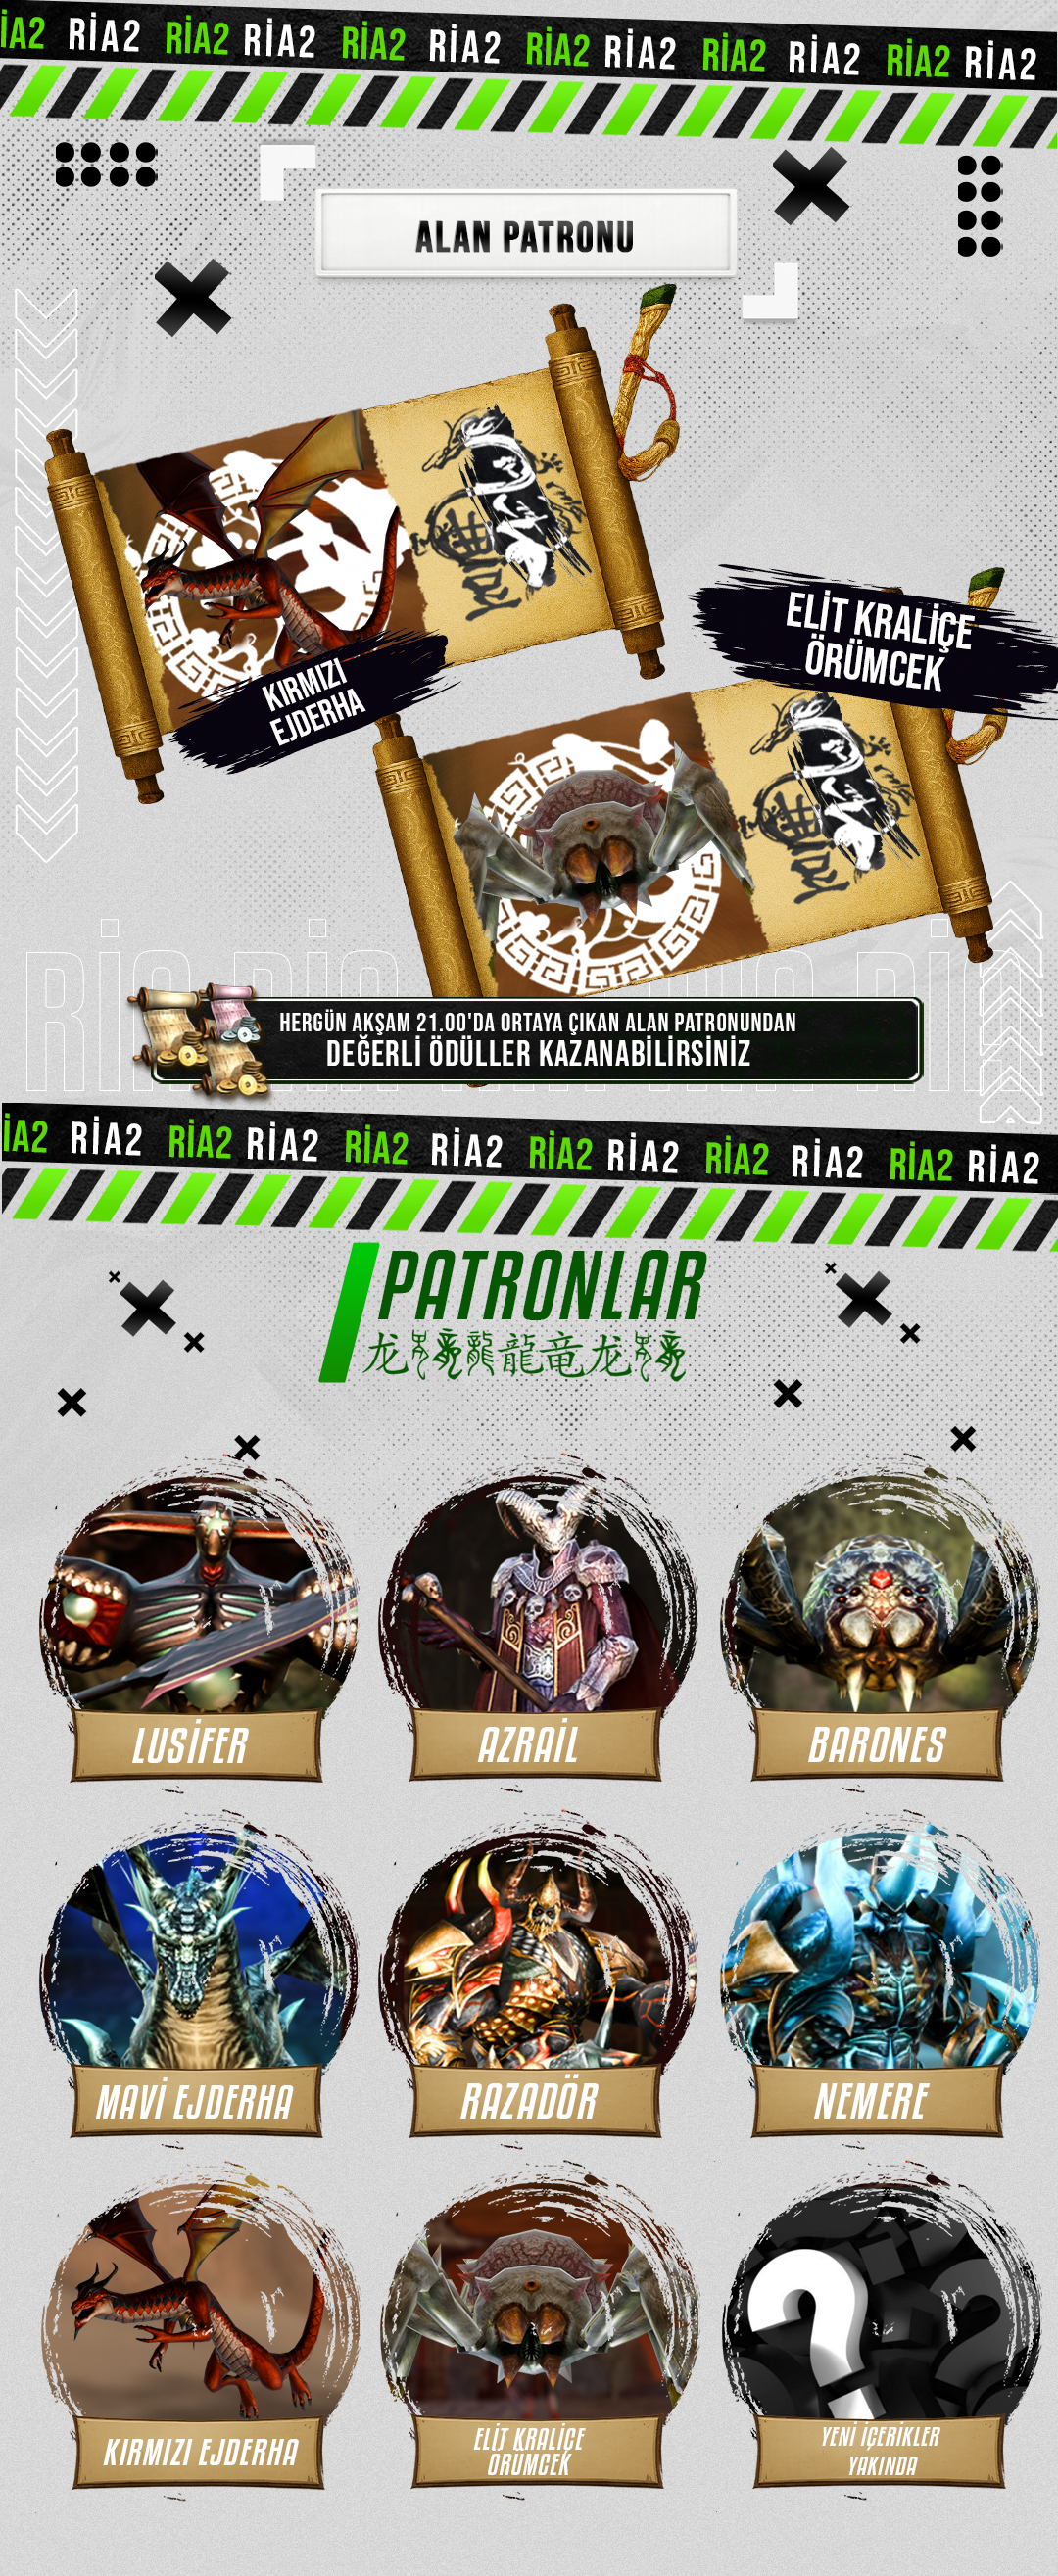 İA2 RİA2 RİA2 RİA2 RİA2 RİA2 RİA2 RİA2 RİA2 RİA2 RİA2 RİA2
ALAN PATRONU
KIRMIZI
EJDERHA
ELİT KRALİÇE
ÖRÜMCEK
HERGÜN AKŞAM 21.00'DA ORTAYA ÇIKAN ALAN PATRONUNDAN
DEĞERLİ ÖDÜLLER KAZANABİLİRSİNİZ
İA2 RİA2 RİA2 RİA2 RİA2 RİA2 RİA2 RİA2 RİA2 RİA2 RİA2 RİA2
PATRONLAR
LUSİFER
AZRAİL
BARONES
MAVİ EJDERHA
RAZADÖR
NEMERE
KIRMIZI EJDERHA
ELİT KRALİÇE
ÖRÜMCEK
YENİ İÇERİKLER
YAKINDA